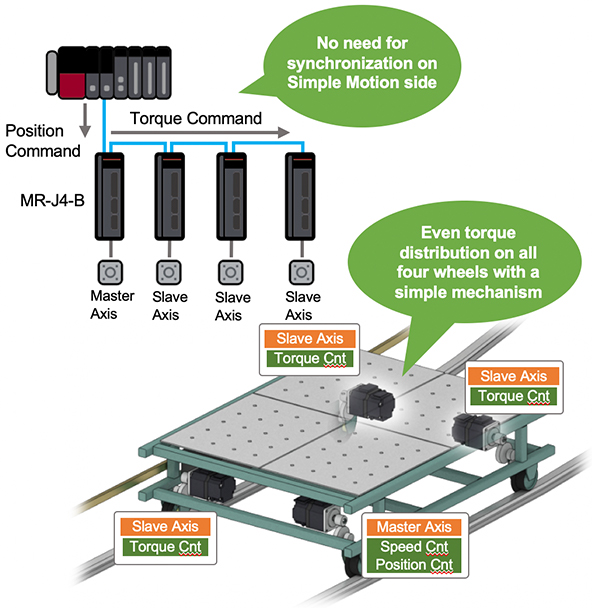 No need for
synchronization on
Simple Motion side
Torque Command
Position
Command
MR-J4-B
Master
Axis
Slave
Axis
Slave
Axis
Slave
Axis
Even torque
distribution on all
four wheels with a
simple mechanism
Slave Axis
Torque Cnt
Slave Axis
Torque Cnt
Slave Axis
Torque Cnt
Master Axis
Speed Cnt
Position Cnt